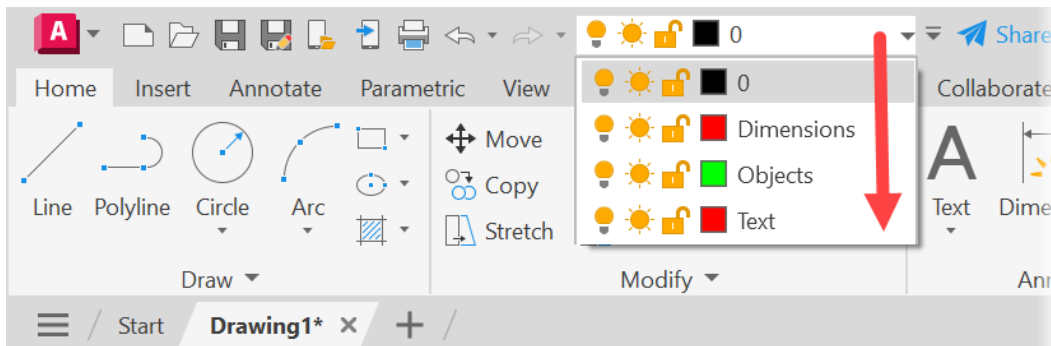 A 0 Share
Home Insert Annotate Parametric View 0 Collaborate
Dimensions
Move
Objects
Copy
Line Polyline Circle Arc Text
Text
Stretch
Draw Modify
Start Drawing1*